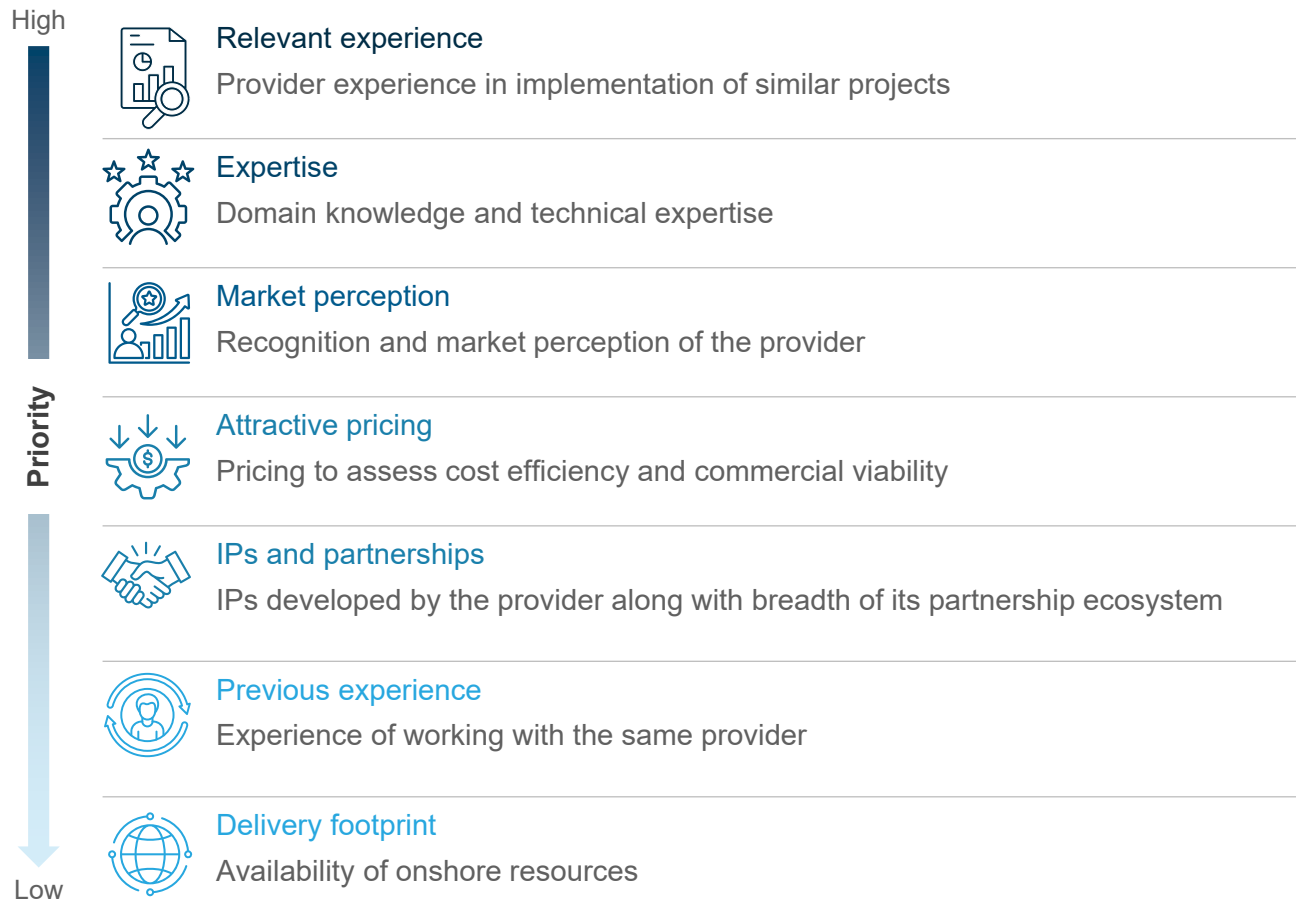 High
Relevant experience
Provider experience in implementation of similar projects
Expertise
Domain knowledge and technical expertise
Market perception
Recognition and market perception of the provider
Priority
Attractive pricing
Pricing to assess cost efficiency and commercial viability
$
IPs and partnerships
IPs developed by the provider along with breadth of its partnership ecosystem
Previous experience
Experience of working with the same provider
Delivery footprint
Availability of onshore resources
Low